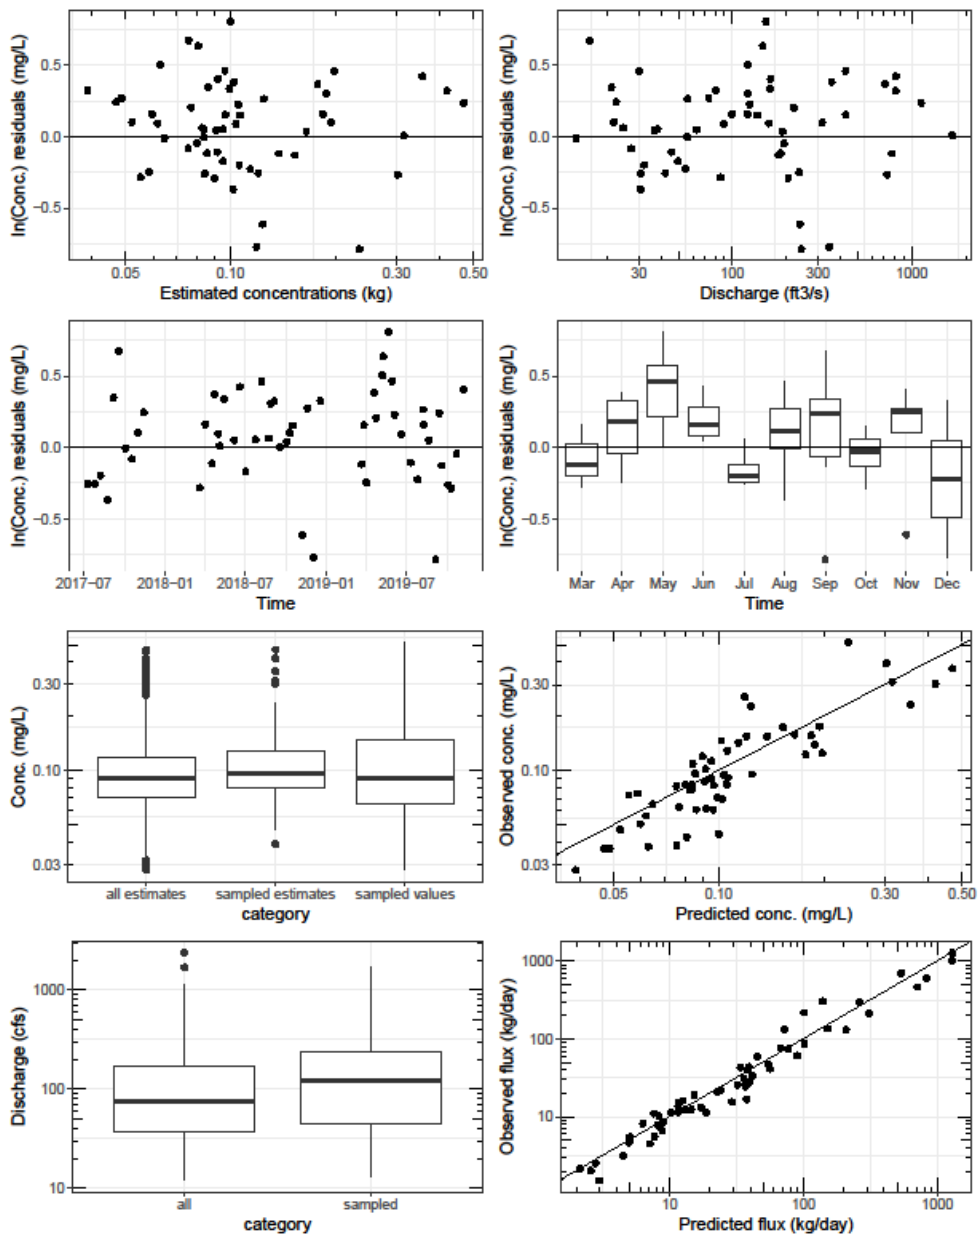 ln(Conc.) residuals (mg/L)
0.5
0.0
−0.5
0.05
0.10
0.30
0.50
Estimated concentrations (kg)
ln(Conc.) residuals (mg/L)
0.5
0.0
−0.5
30
100
300
1000
Discharge (ft3/s)
ln(Conc.) residuals (mg/L)
0.5
0.0
−0.5
2017−07
2018−01
2018−07
2019−01
2019−07
Time
ln(Conc.) residuals (mg/L)
0.5
0.0
−0.5
Mar
Apr
May
Jun
Jul
Aug
Sep
Oct
Nov
Dec
Time
Conc. (mg/L)
0.30
0.10
0.03
all estimates
sampled estimates
sampled values
category
Observed conc. (mg/L)
0.30
0.10
0.03
0.05
0.10
0.30
0.50
Predicted conc. (mg/L)
Discharge (cfs)
1000
100
10
all
sampled
category
Observed flux (kg/day)
1000
100
10
10
100
1000
Predicted flux (kg/day)